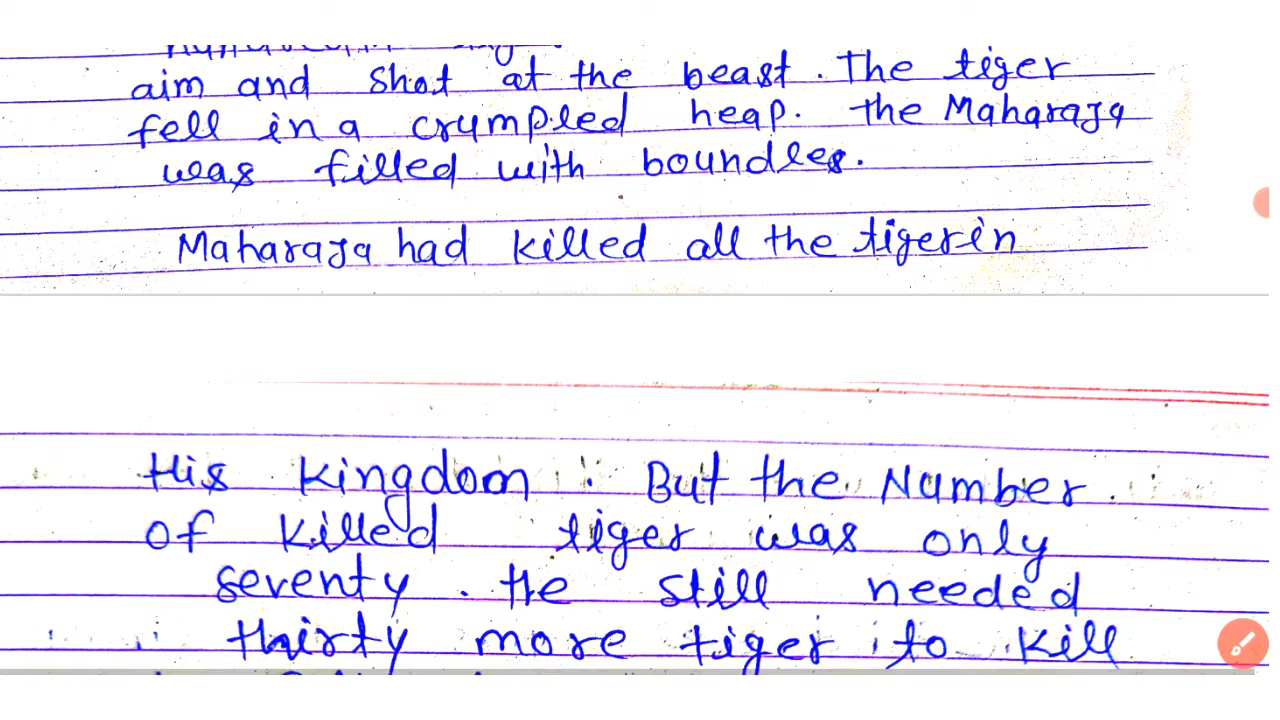 aim and shot at the beast. The tiger
fell in a crumpled heap. the Maharaja
was filled with boundles.
Maharaja had killed all the tigerin
His Kingdom. But the Number
of killed tiger was only
seventy. He still needed
thirty more tiger to kill